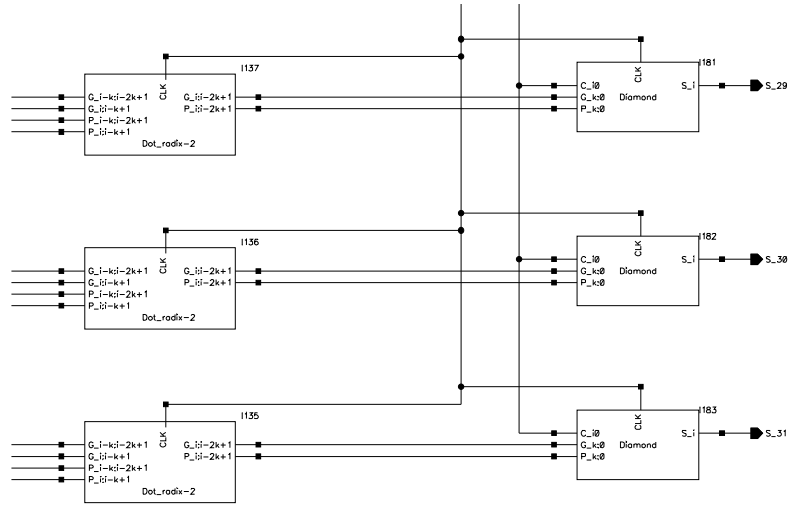 I137
CLK
G_i-k:i-2k+1 G_i:i-2k+1
G_i:i-k+1 P_i:i-2k+1
P_i-k:i-2k+1
P_i:i-k+1
Dot_radix-2
I181
CLK
C_i0 S_i S_29
G_k:0 Diamond
P_k:0
I136
CLK
G_i-k:i-2k+1 G_i:i-2k+1
G_i:i-k+1 P_i:i-2k+1
P_i-k:i-2k+1
P_i:i-k+1
Dot_radix-2
I182
CLK
C_i0 S_i S_30
G_k:0 Diamond
P_k:0
I135
CLK
G_i-k:i-2k+1 G_i:i-2k+1
G_i:i-k+1 P_i:i-2k+1
P_i-k:i-2k+1
P_i:i-k+1
Dot_radix-2
I183
CLK
C_i0 S_i S_31
G_k:0 Diamond
P_k:0